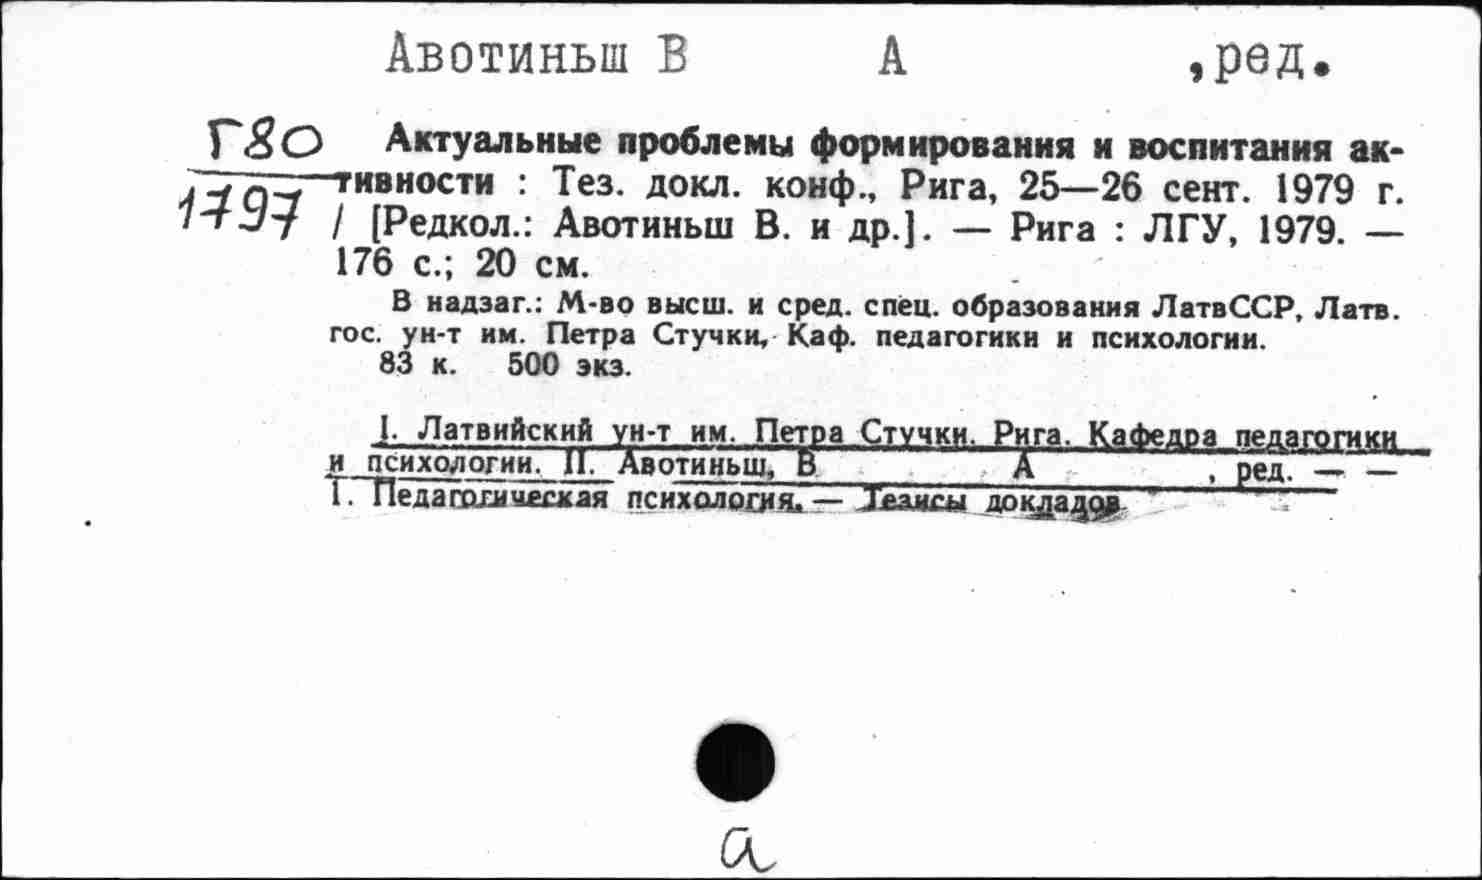 Авотиньш В А ,ред.
Г80 Актуальные проблемы формирования и воспитания ак-
1797 тивности : Тез. докл. конф., Рига, 25—26 сент. 1979 г.
/ [Редкол.: Авотиньш В. и др.]. — Рига : ЛГУ, 1979. —
176 с.; 20 см.
В надзаг.: М-во высш. и сред. спец. образования ЛатвССР, Латв.
гос. ун-т им. Петра Стучки, Каф. педагогики и психологии.
83 к. 500 экз.
I. Латвийский ун-т им. Петра Стучки. Рига. Кафедра педагогики
и психологии. II. Авотиньш, В А , ред. — —
1. Педагогическая психология. — Тезисы докладов
а